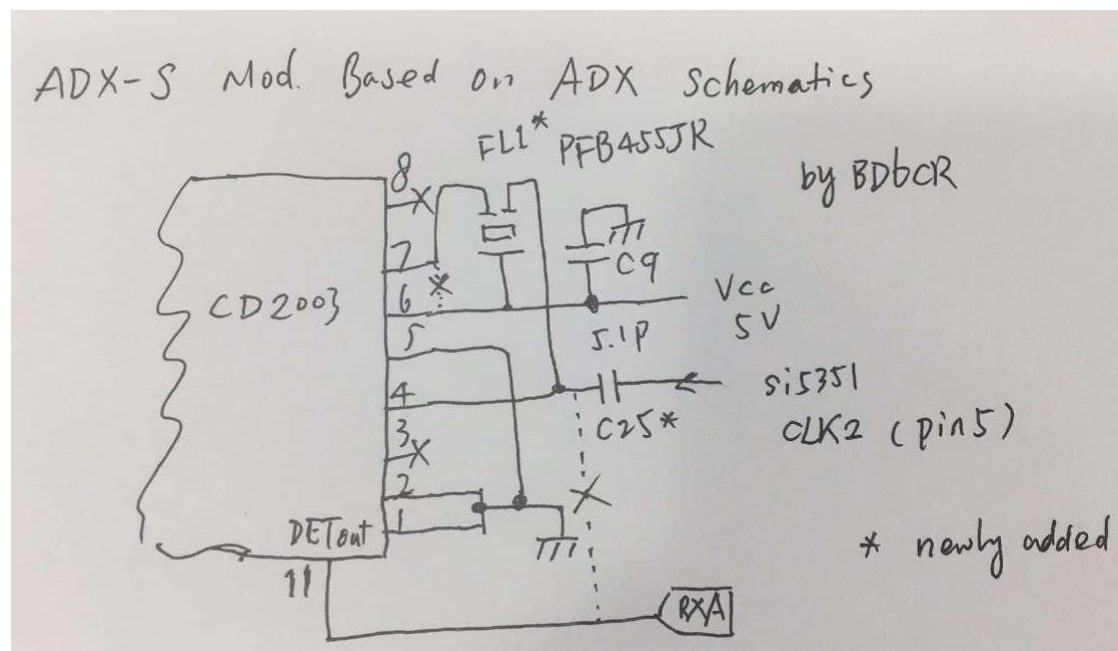 ADX-S Mod. Based on ADX Schematics
FL1* PFB455JR
by BD6CR
8
7
6
CD2003
5
4
3
2
1
DETout
11
C9
Vcc
5V
5.1P
C25*
si5351
CLK2 (pin5)
* newly added
RXA